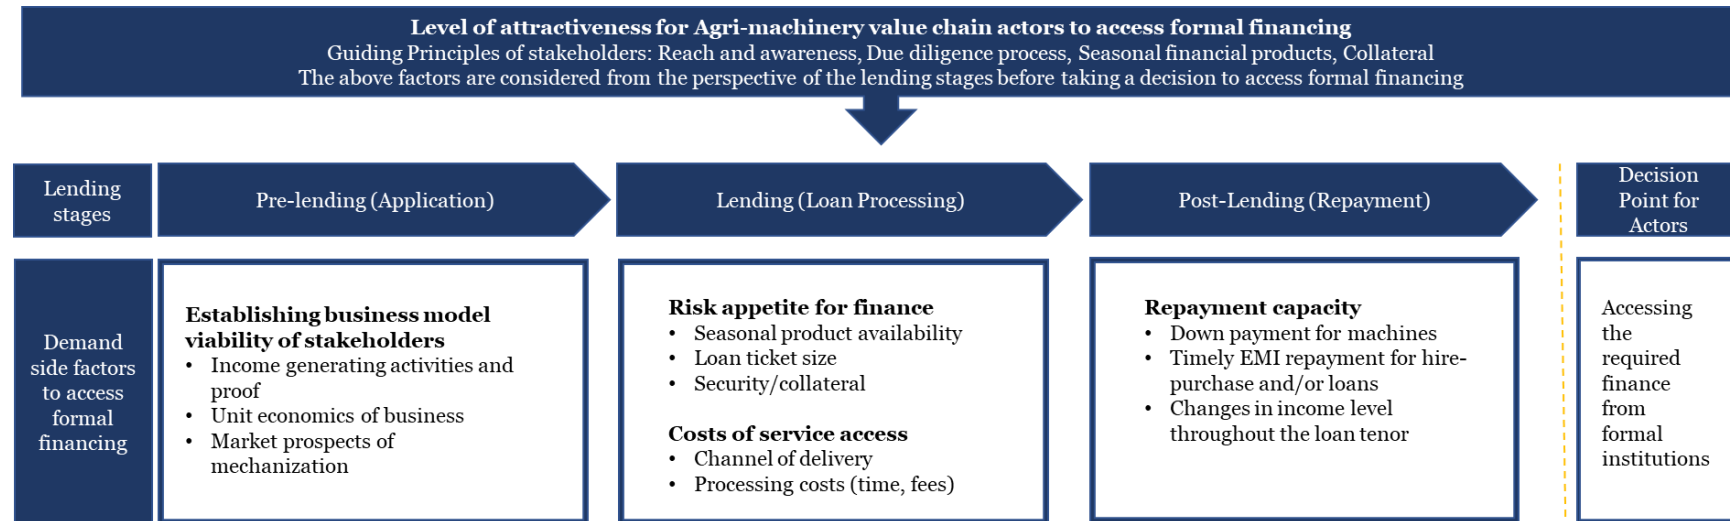 Level of attractiveness for Agri-machinery value chain actors to access formal financing
Guiding Principles of stakeholders: Reach and awareness, Due diligence process, Seasonal financial products, Collateral
The above factors are considered from the perspective of the lending stages before taking a decision to access formal financing
Lending
stages
Pre-lending (Application)
Lending (Loan Processing)
Post-Lending (Repayment)
Decision
Point for
Actors
Demand
side factors
to access
formal
financing
Establishing business model
viability of stakeholders
• Income generating activities and
proof
• Unit economics of business
• Market prospects of
mechanization
Risk appetite for finance
• Seasonal product availability
• Loan ticket size
• Security/collateral
Costs of service access
• Channel of delivery
• Processing costs (time, fees)
Repayment capacity
• Down payment for machines
• Timely EMI repayment for hire-
purchase and/or loans
• Changes in income level
throughout the loan tenor
Accessing
the
required
finance
from
formal
institutions